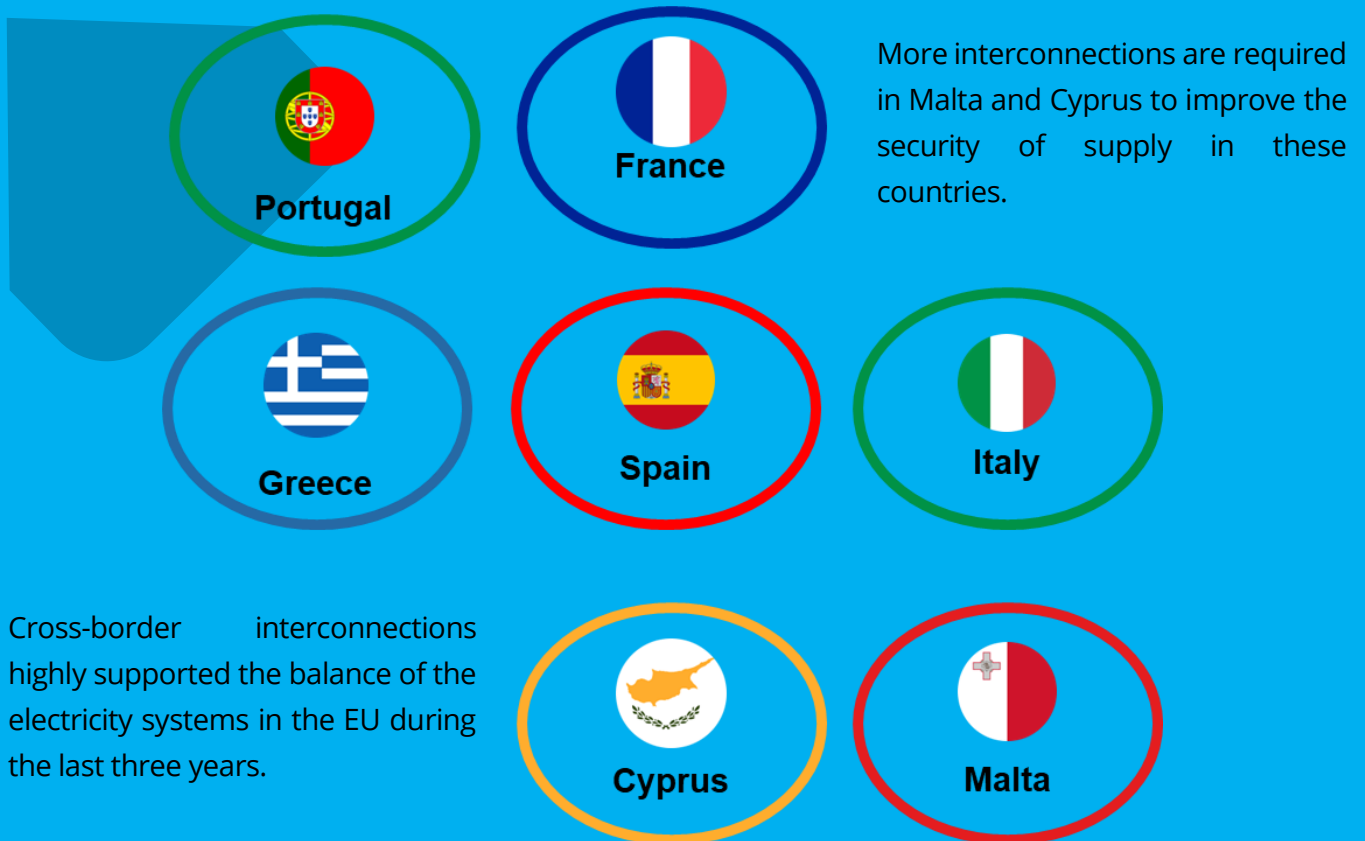 Portugal
France
More interconnections are required
in Malta and Cyprus to improve the
security of supply in these
countries.
Greece
Spain
Italy
Cross-border interconnections
highly supported the balance of the
electricity systems in the EU during
the last three years.
Cyprus
Malta